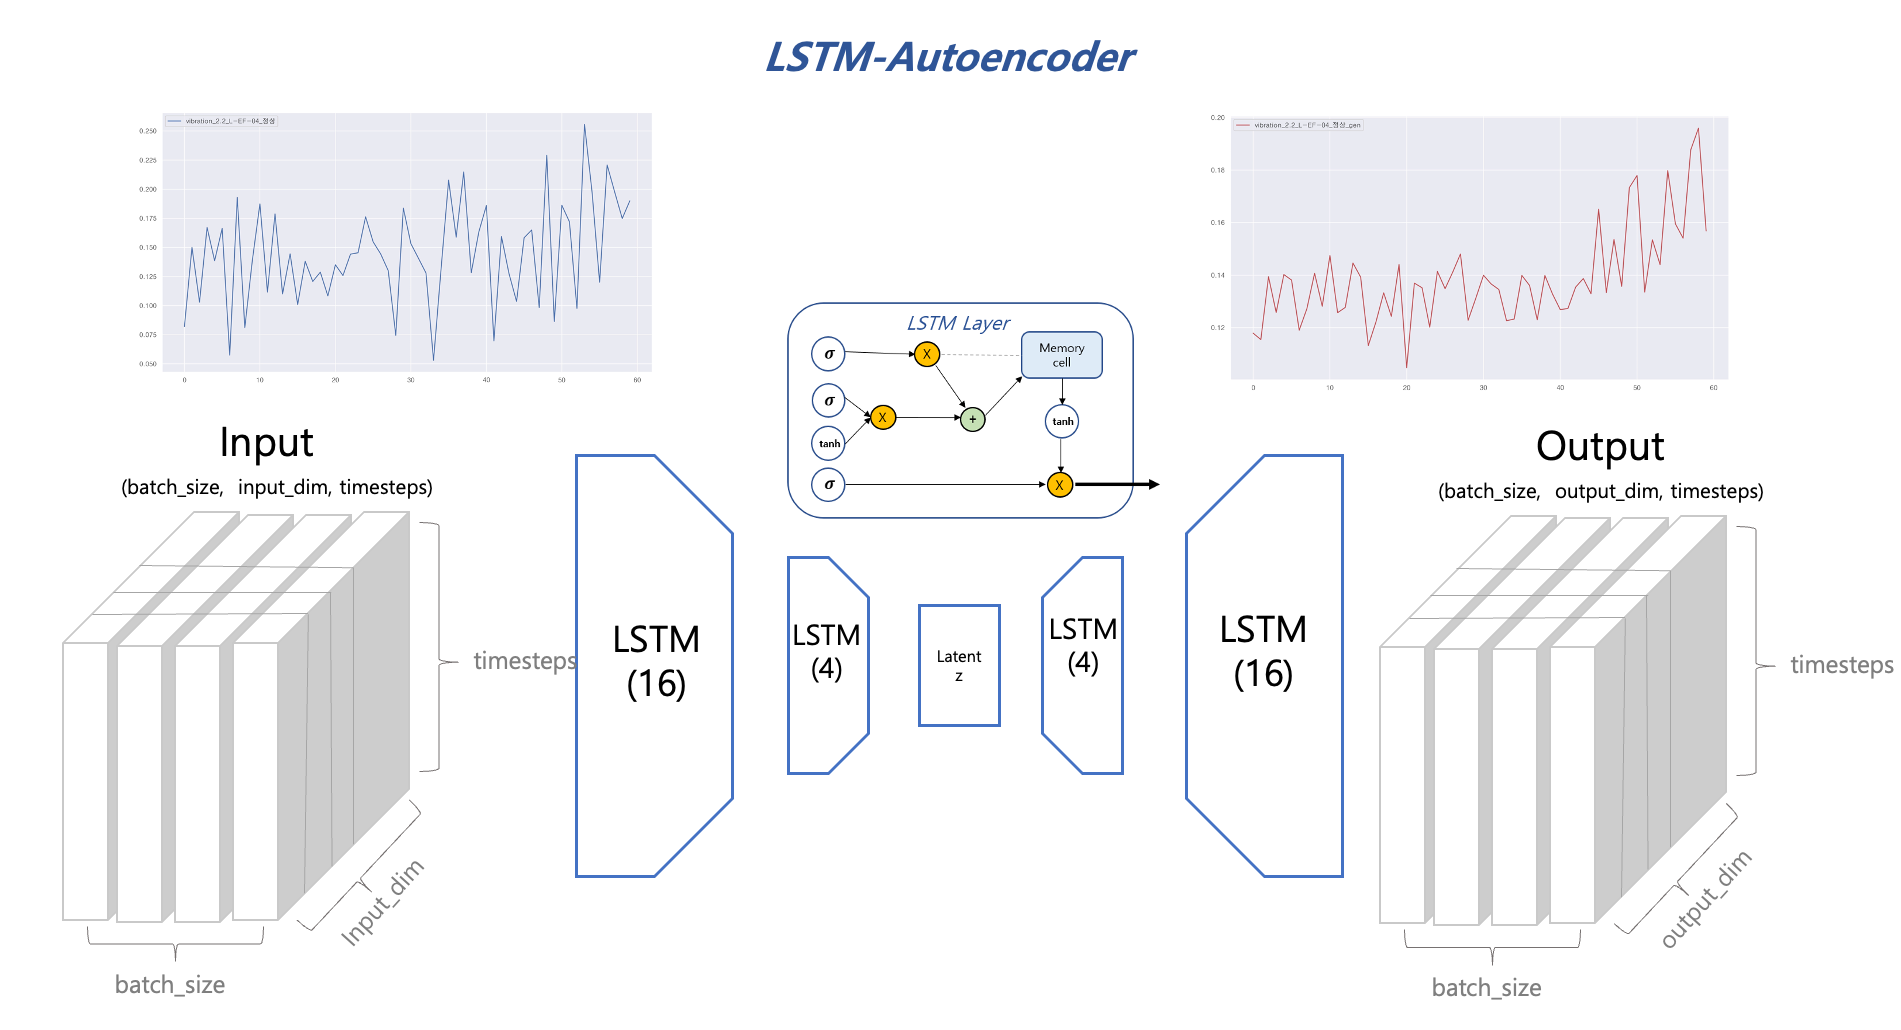 LSTM-Autoencoder
vibration_2.2_L-EF-04_정상
0.250
0.225
0.200
0.175
0.150
0.125
0.100
0.075
0.050
0 10 20 30 40 50 60
vibration_2.2_L-EF-04_정상_gen
0.20
0.18
0.16
0.14
0.12
0 10 20 30 40 50 60
LSTM Layer
σ
X
Memory
cell
σ
X
+
tanh
tanh
σ
X
Input
(batch_size, input_dim, timesteps)
timesteps
Input_dim
batch_size
LSTM
(16)
LSTM
(4)
Latent
z
LSTM
(4)
LSTM
(16)
Output
(batch_size, output_dim, timesteps)
timesteps
output_dim
batch_size